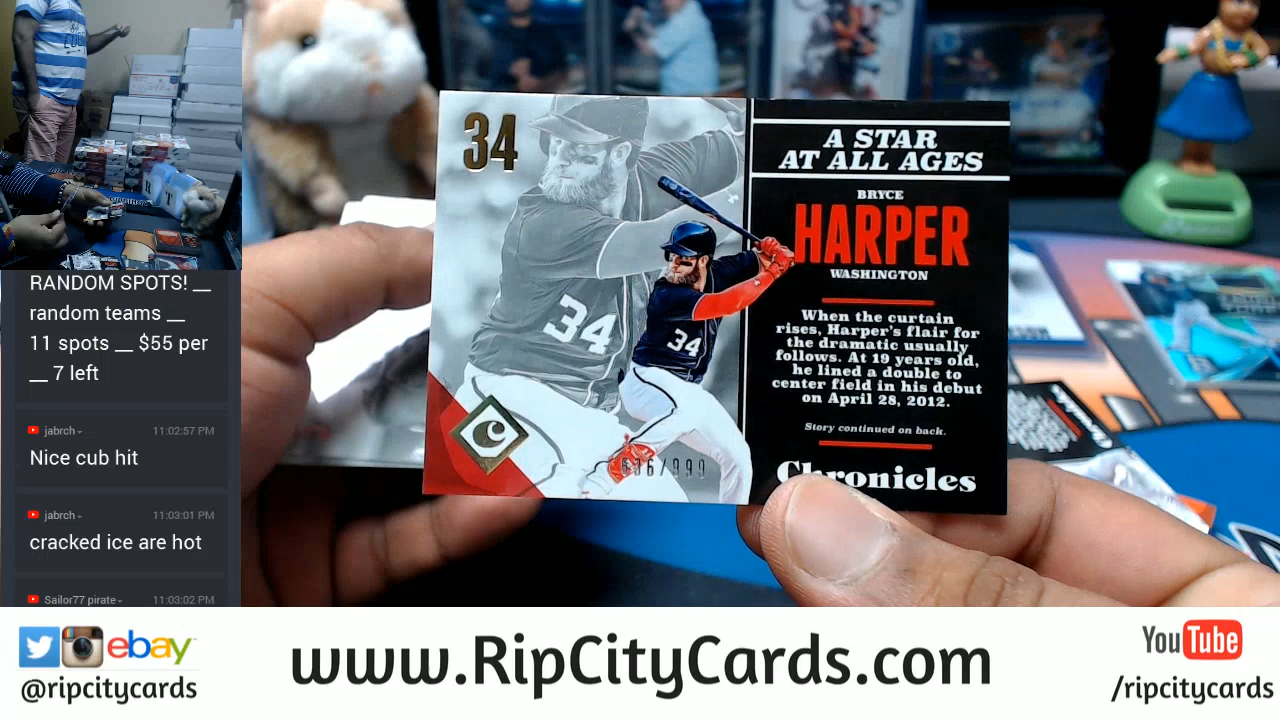 RANDOM SPOTS! __
random teams __
11 spots __ $55 per
__ 7 left
jabrch
11:02:57 PM
Nice cub hit
jabrch
11:03:01 PM
cracked ice are hot
Sailor77 pirate
11:03:02 PM
34
34
34
C
A STAR
AT ALL AGES
BRYCE
HARPER
WASHINGTON
When the curtain
rises, Harper's flair for
the dramatic usually
follows. At 19 years old,
he lined a double to
center field in his debut
on April 28, 2012.
Story continued on back.
Chronicles
ebay
@ripcitycards
www.RipCityCards.com
YouTube
/ripcitycards